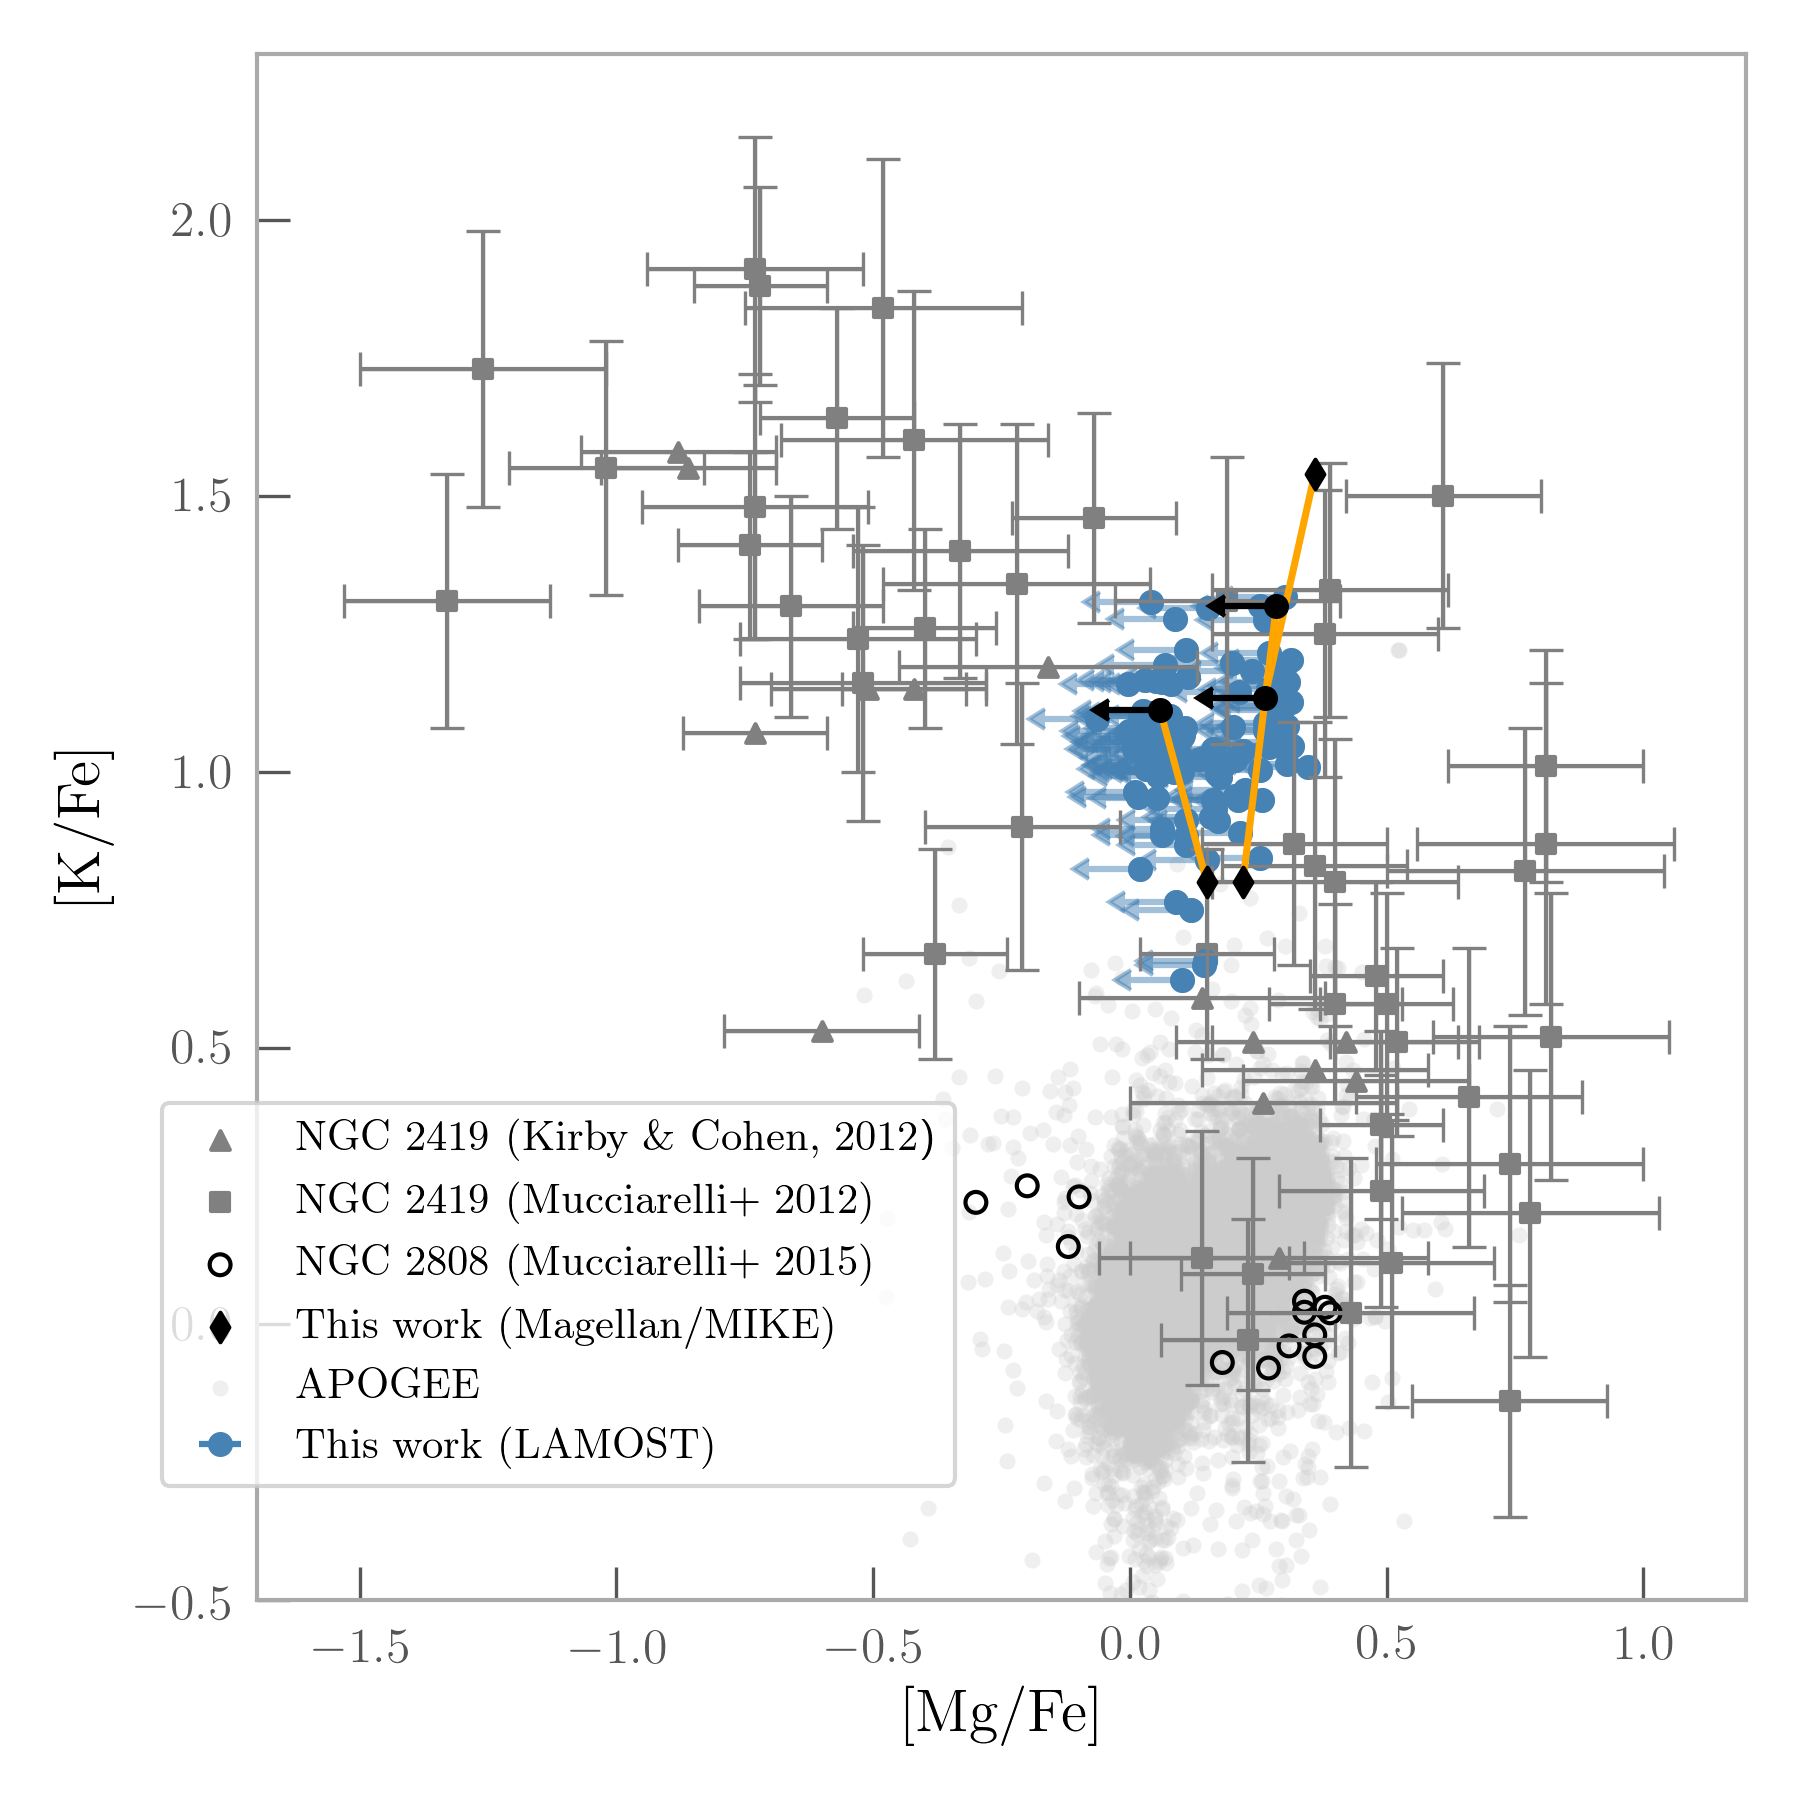 2.0
1.5
1.0
0.5
0.0
−0.5
[K/Fe]
NGC 2419 (Kirby & Cohen, 2012)
NGC 2419 (Mucciarelli+ 2012)
NGC 2808 (Mucciarelli+ 2015)
This work (Magellan/MIKE)
APOGEE
This work (LAMOST)
−1.5 −1.0 −0.5 0.0 0.5 1.0
[Mg/Fe]